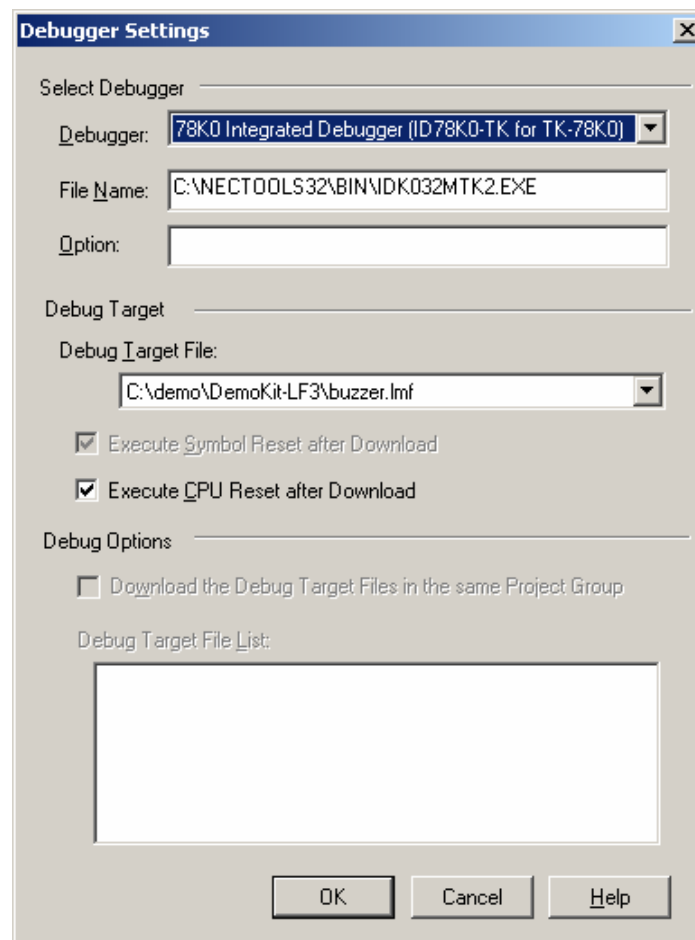 Debugger Settings
Select Debugger
Debugger: 78K0 Integrated Debugger (ID78K0-TK for TK-78K0)
File Name: C:\NECTOOLS32\BIN\IDK032MTK2.EXE
Option:
Debug Target
Debug Target File:
C:\demo\DemoKit-LF3\buzzer.lmf
Execute Symbol Reset after Download
Execute CPU Reset after Download
Debug Options
Download the Debug Target Files in the same Project Group
Debug Target File List:
OK Cancel Help